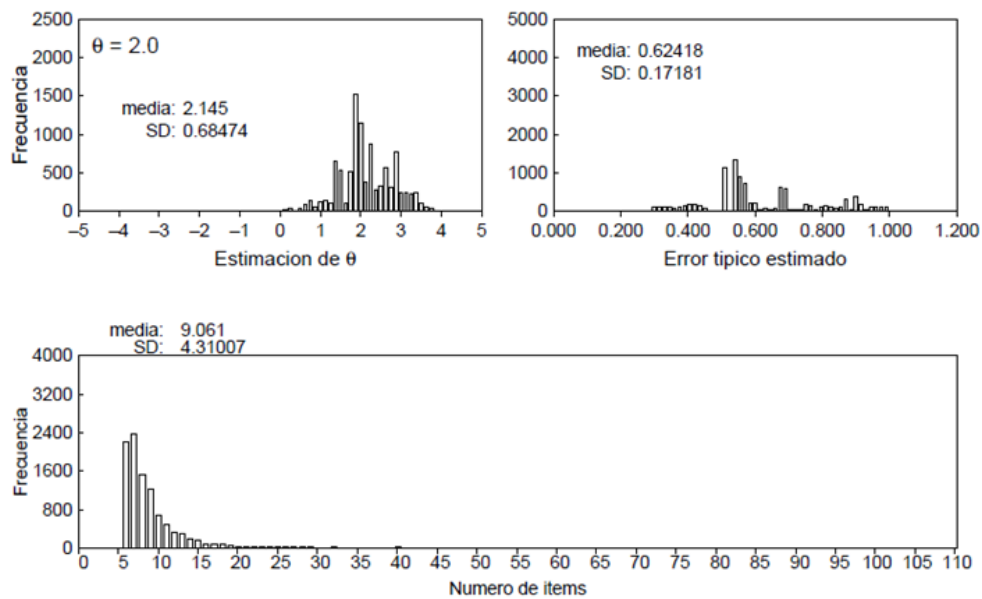 2500
2000
1500
1000
500
0
Frecuencia
θ = 2.0
media: 2.145
SD: 0.68474
–5 –4 –3 –2 –1 0 1 2 3 4 5
Estimacion de θ
5000
4000
3000
2000
1000
0
media: 0.62418
SD: 0.17181
0.000 0.200 0.400 0.600 0.800 1.000 1.200
Error tipico estimado
media: 9.061
SD: 4.31007
4000
3200
2400
1600
800
0
Frecuencia
0 5 10 15 20 25 30 35 40 45 50 55 60 65 70 75 80 85 90 95 100 110
Numero de items